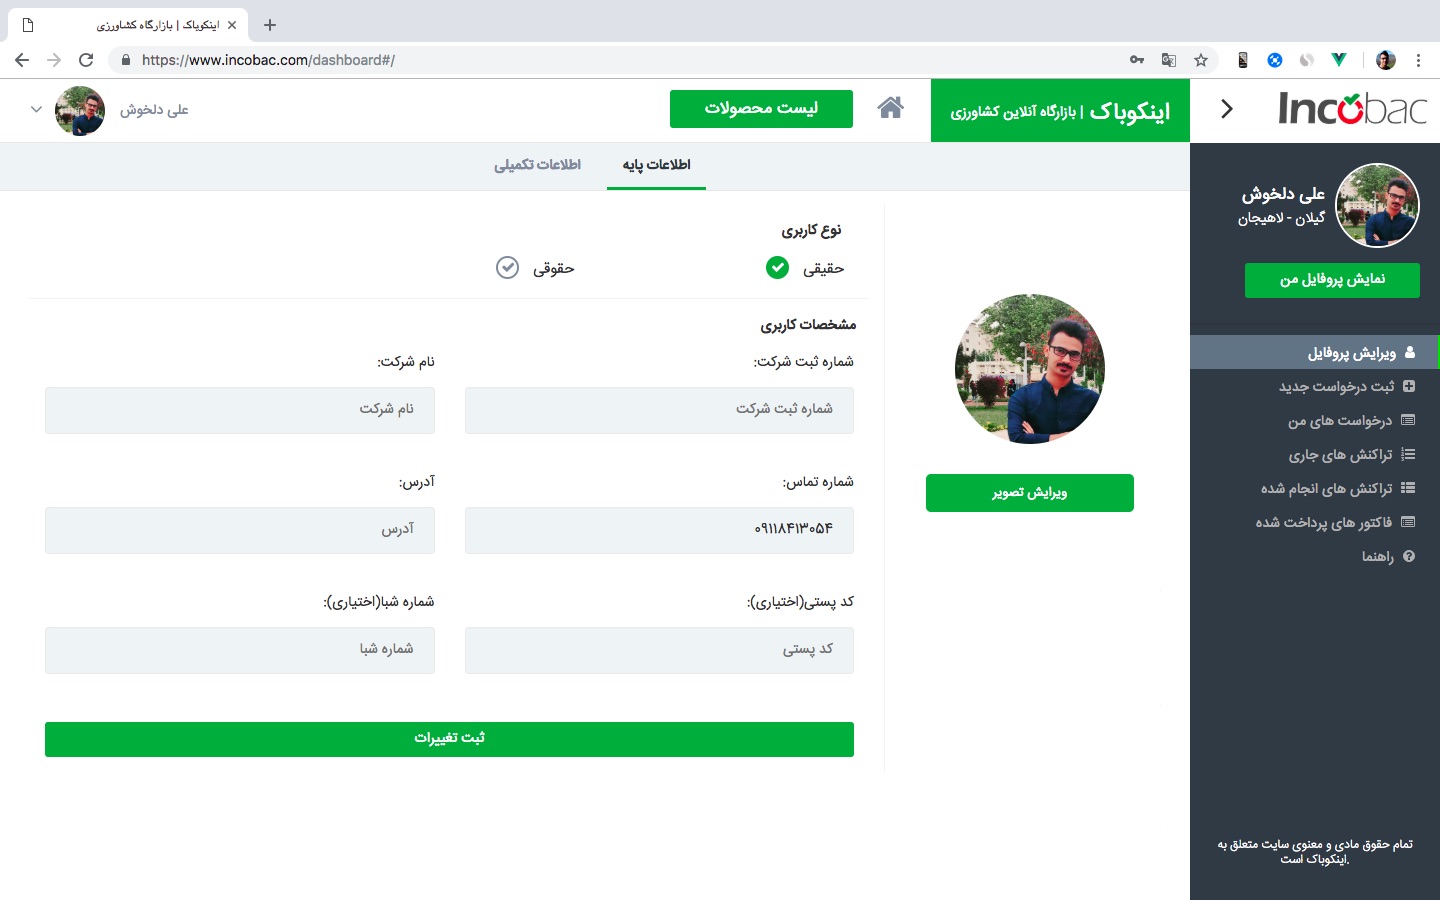 اینکوباک | بازارگاه کشاورزی
https://www.incobac.com/dashboard#/
Incobac
اینکوباک | بازارگاه آنلاین کشاورزی
لیست محصولات
علی دلخوش
اطلاعات پایه
اطلاعات تکمیلی
علی دلخوش
گیلان - لاهیجان
نمایش پروفایل من
ویرایش پروفایل
ثبت درخواست جدید
درخواست های من
تراکنش های جاری
تراکنش های انجام شده
فاکتور های پرداخت شده
راهنما
تمام حقوق مادی و معنوی سایت متعلق به
اینکوباک است.
ویرایش تصویر
نوع کاربری
حقیقی
حقوقی
مشخصات کاربری
شماره ثبت شرکت:
نام شرکت:
شماره ثبت شرکت
نام شرکت
شماره تماس:
آدرس:
۰۹۱۱۸۴۱۳۰۵۴
آدرس
کد پستی(اختیاری):
شماره شبا(اختیاری):
کد پستی
شماره شبا
ثبت تغییرات